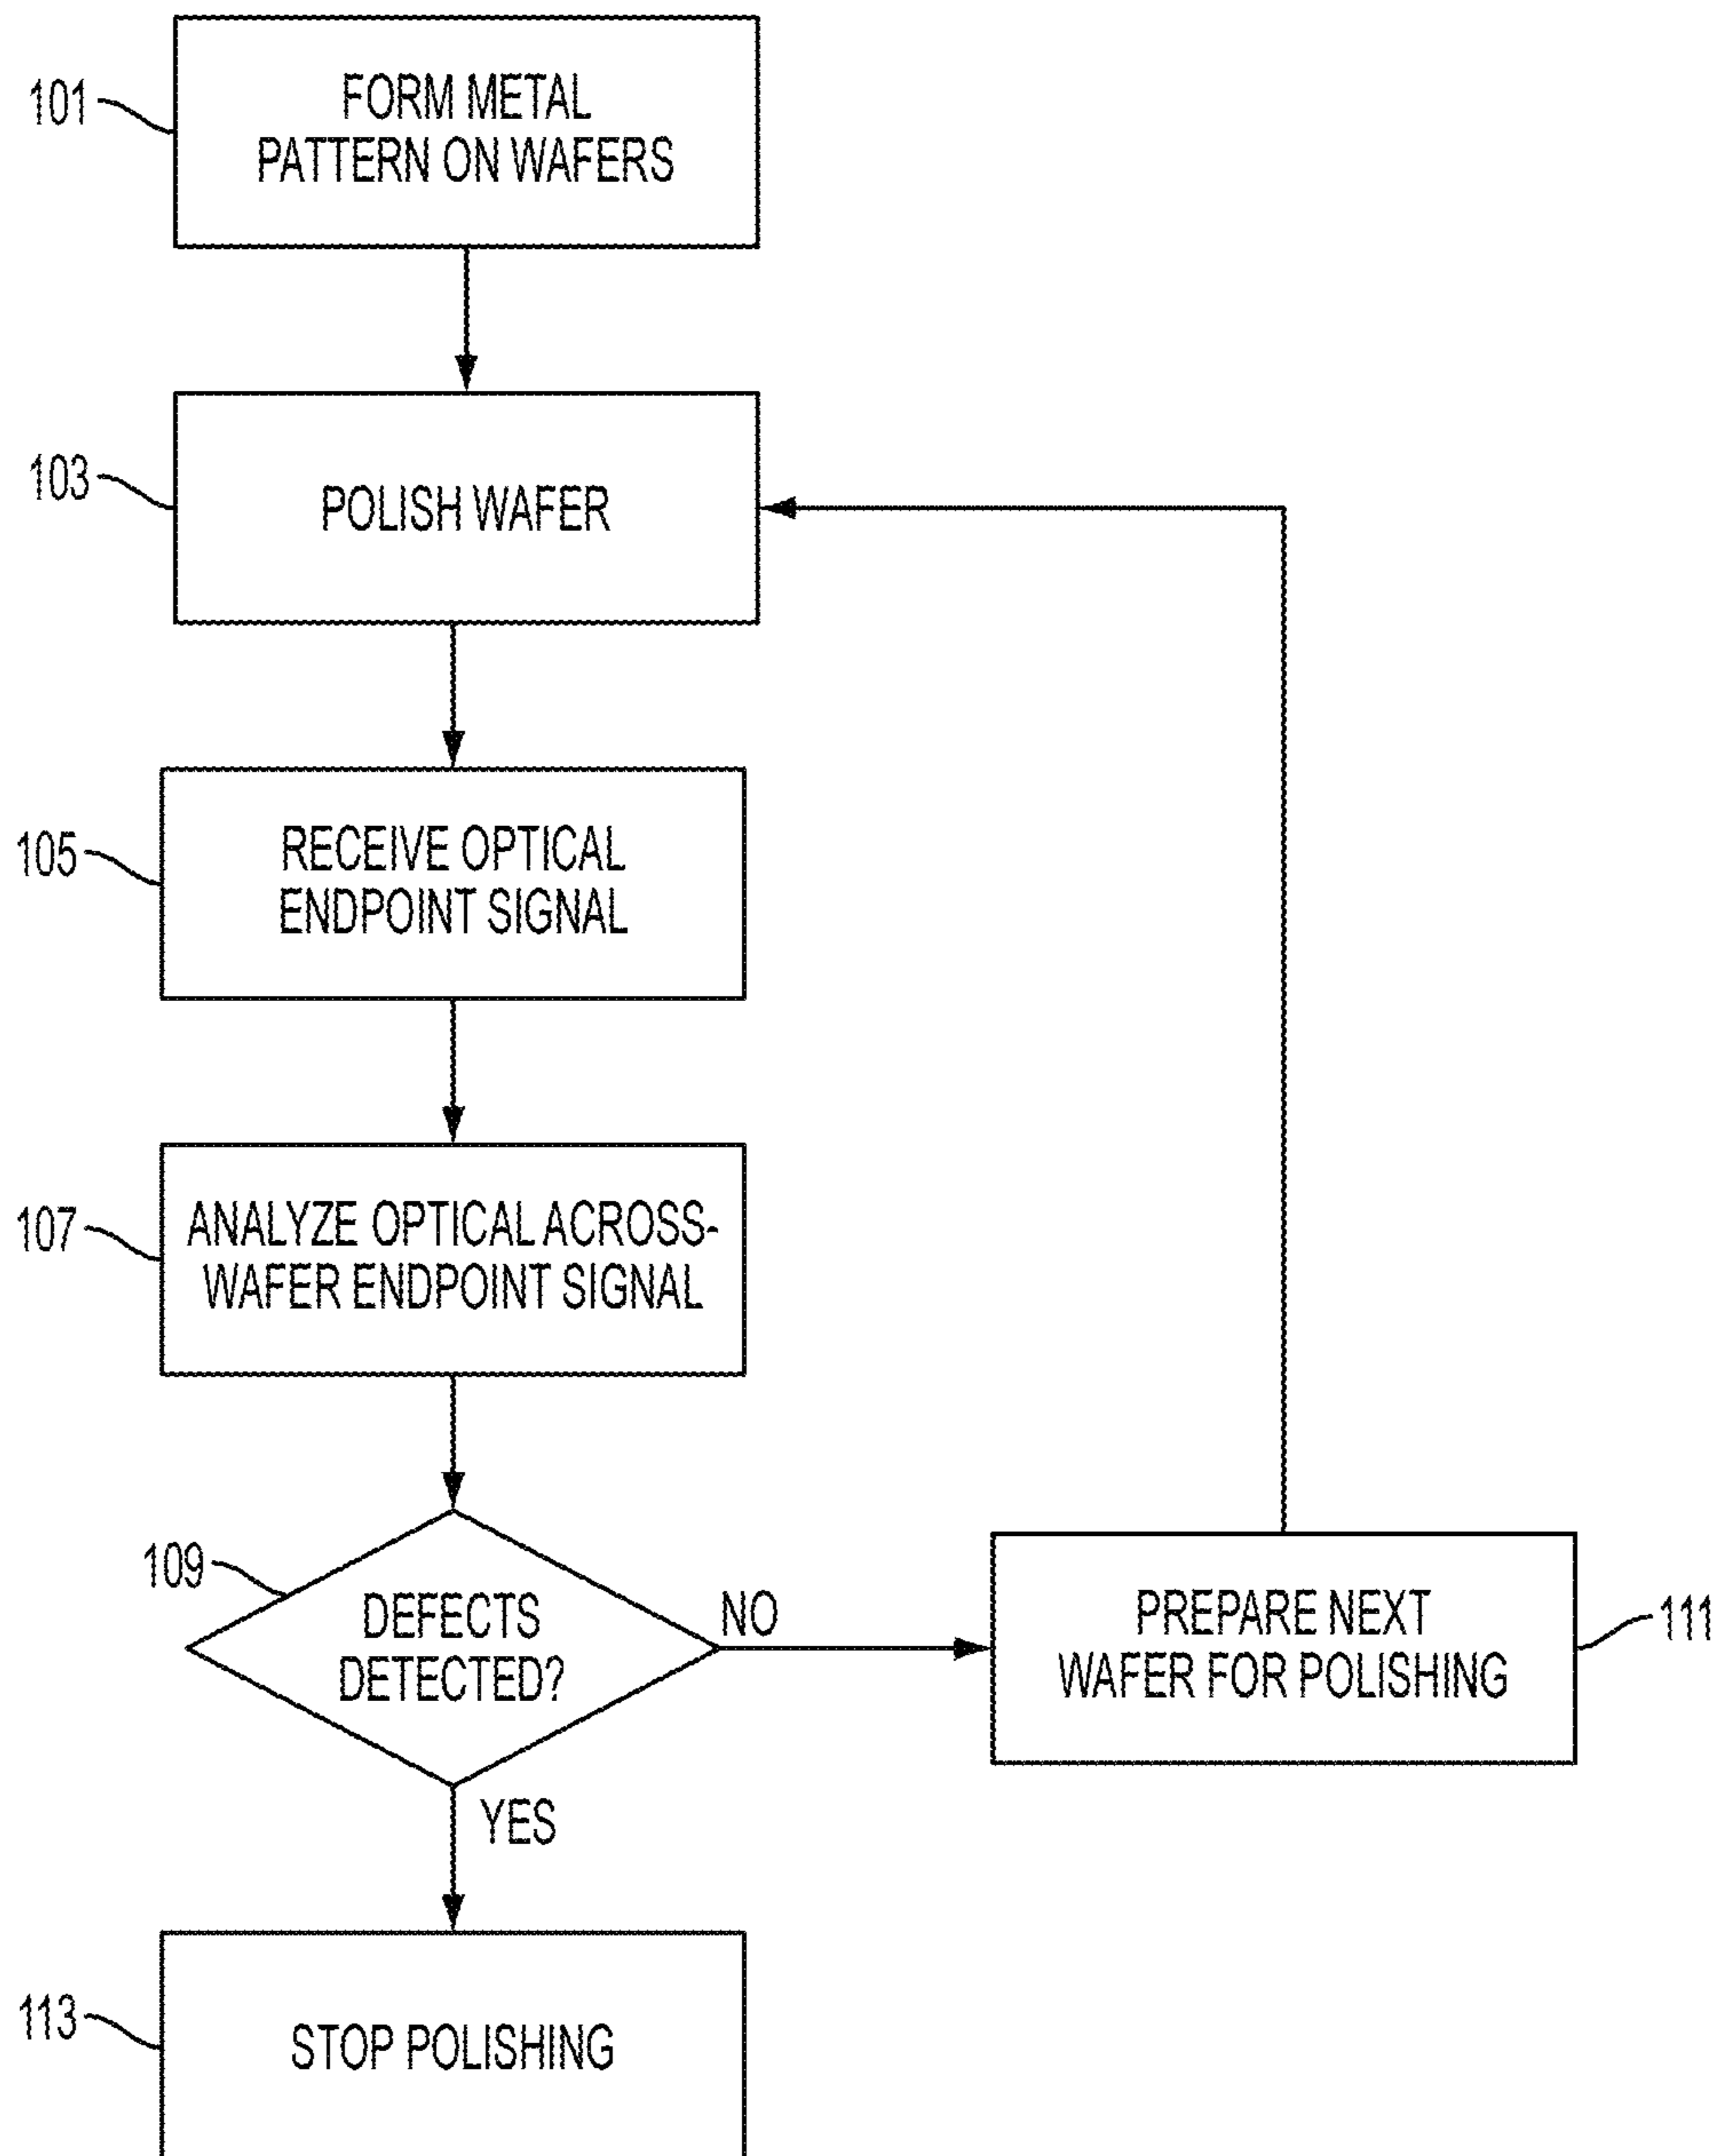 101
FORM METAL
PATTERN ON WAFERS
103
POLISH WAFER
105
RECEIVE OPTICAL
ENDPOINT SIGNAL
107
ANALYZE OPTICAL ACROSS-
WAFER ENDPOINT SIGNAL
109
DEFECTS
DETECTED?
NO
PREPARE NEXT
WAFER FOR POLISHING
111
YES
113
STOP POLISHING